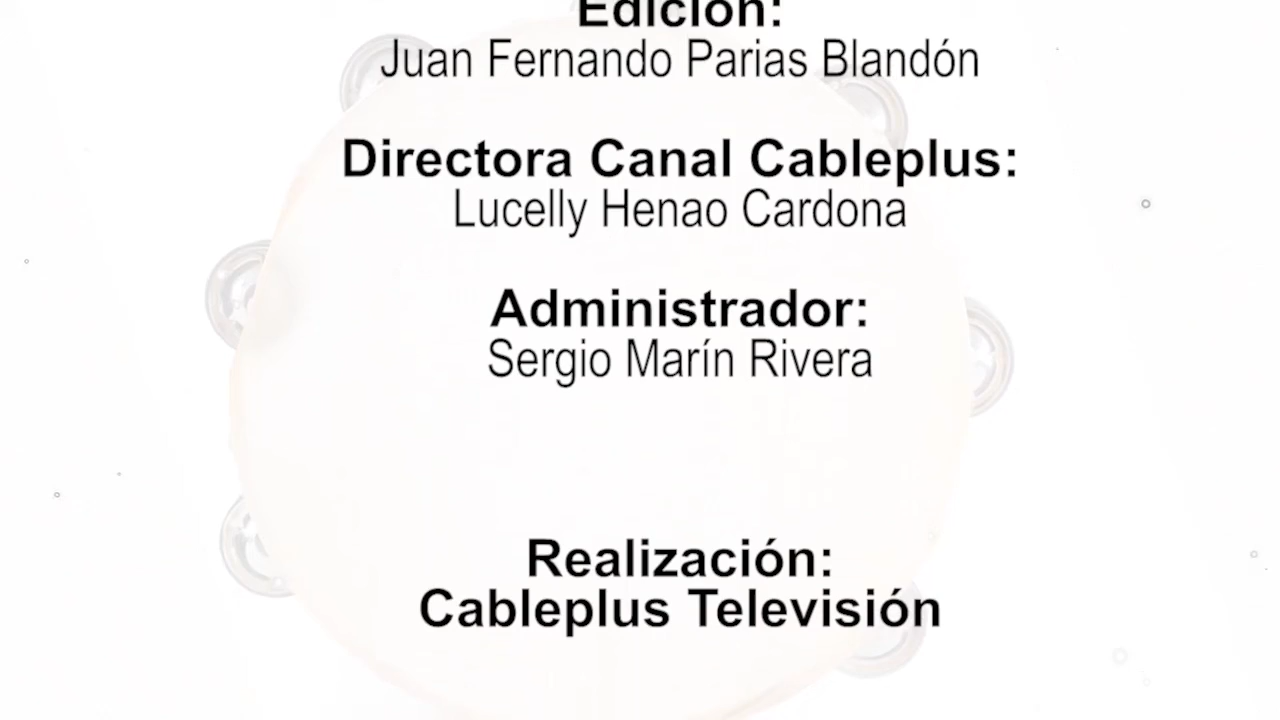 Edición:
Juan Fernando Parias Blandón
Directora Canal Cableplus:
Lucelly Henao Cardona
Administrador:
Sergio Marín Rivera
Realización:
Cableplus Televisión